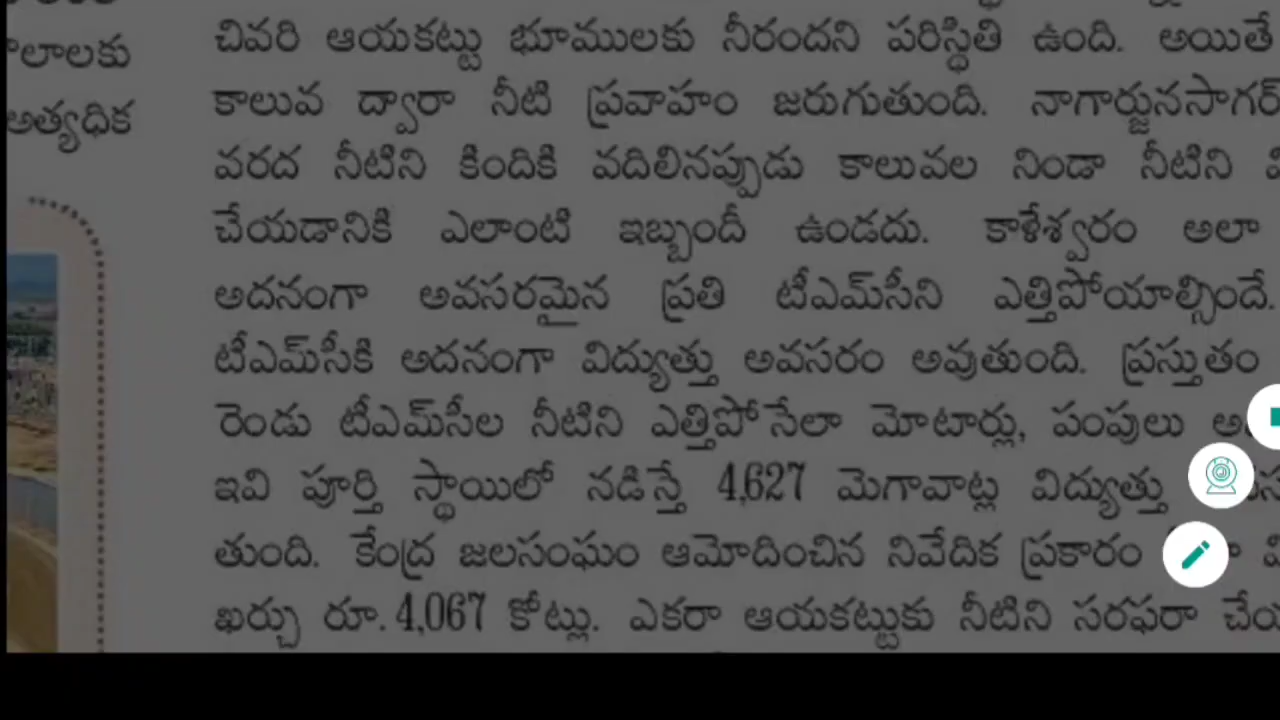 లాలకు
అత్యధిక
చివరి ఆయకట్టు భూములకు నీరందని పరిస్థితి ఉంది. అయితే
కాలువ ద్వారా నీటి ప్రవాహం జరుగుతుంది. నాగార్జునసాగర్
వరద నీటిని కిందికి వదిలినప్పుడు కాలువల నిండా నీటిని
చేయడానికి ఎలాంటి ఇబ్బందీ ఉండదు. కాళేశ్వరం అలా
అదనంగా అవసరమైన ప్రతి టీఎమ్‌సీని ఎత్తిపోయాల్సిందే.
టీఎమ్‌సీకి అదనంగా విద్యుత్తు అవసరం అవుతుంది. ప్రస్తుతం
రెండు టీఎమ్‌సీల నీటిని ఎత్తిపోసేలా మోటార్లు, పంపులు
ఇవి పూర్తి స్థాయిలో నడిస్తే 4,627 మెగావాట్ల విద్యుత్తు
తుంది. కేంద్ర జలసంఘం ఆమోదించిన నివేదిక ప్రకారం
ఖర్చు రూ. 4,067 కోట్లు. ఎకరా ఆయకట్టుకు నీటిని సరఫరా